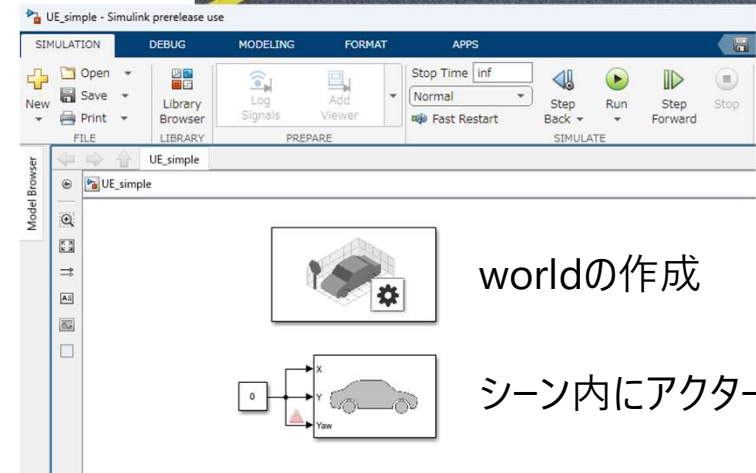 UE_simple - Simulink prerelease use
SIMULATION DEBUG MODELING FORMAT APPS
New
Open
Save
Print
FILE
Library
Browser
LIBRARY
Log
Signals
Add
Viewer
PREPARE
Stop Time inf
Normal
Fast Restart
Step
Back
Run
Step
Forward
Stop
SIMULATE
Model Browser
UE_simple
UE_simple
worldの作成
0
X
Y
Yaw
シーン内にアクター